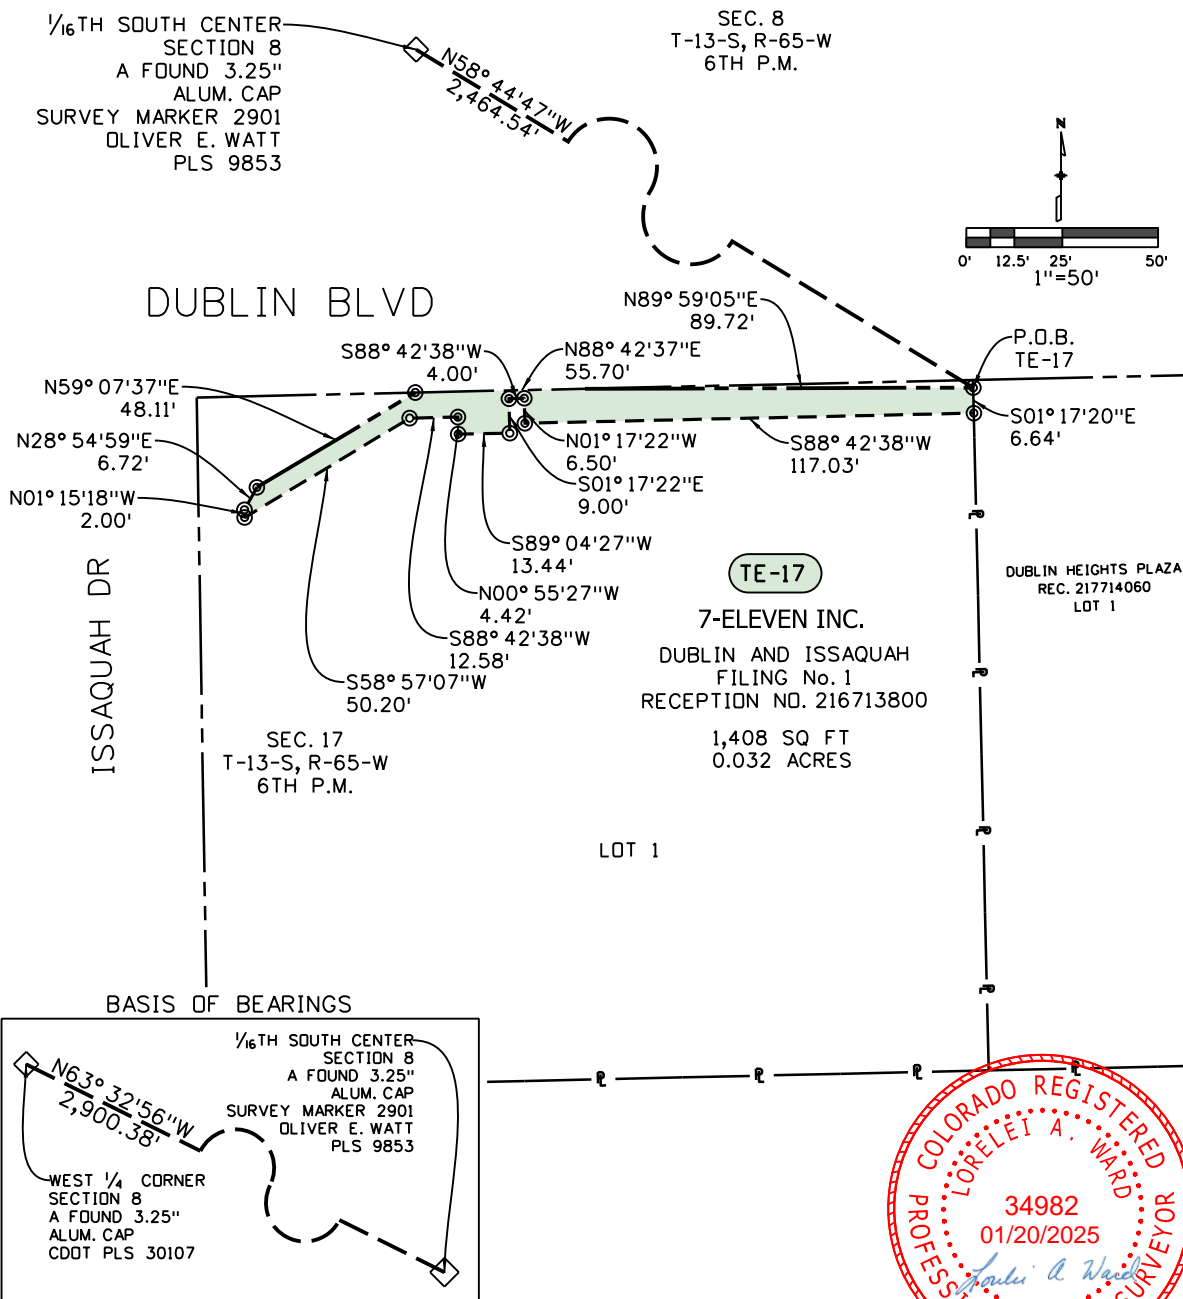 1/16TH SOUTH CENTER
SECTION 8
A FOUND 3.25"
ALUM. CAP
SURVEY MARKER 2901
OLIVER E. WATT
PLS 9853
N58° 44'47"W
2,464.54'
SEC. 8
T-13-S, R-65-W
6TH P.M.
N
0' 12.5' 25' 50'
1"=50'
DUBLIN BLVD
N89° 59'05"E
89.72'
S88° 42'38"W
4.00'
N88° 42'37"E
55.70'
P.O.B.
TE-17
N59° 07'37"E
48.11'
N28° 54'59"E
6.72'
N01° 15'18"W
2.00'
S01° 17'20"E
6.64'
N01° 17'22"W
6.50'
S88° 42'38"W
117.03'
S01° 17'22"E
9.00'
S89° 04'27"W
13.44'
N00° 55'27"W
4.42'
S88° 42'38"W
12.58'
S58° 57'07"W
50.20'
ISSAQUAH DR
TE-17
7-ELEVEN INC.
DUBLIN AND ISSAQUAH
FILING No. 1
RECEPTION NO. 216713800
1,408 SQ FT
0.032 ACRES
DUBLIN HEIGHTS PLAZA
REC. 217714060
LOT 1
PL
PL
PL
PL
SEC. 17
T-13-S, R-65-W
6TH P.M.
LOT 1
BASIS OF BEARINGS
1/16TH SOUTH CENTER
SECTION 8
A FOUND 3.25"
ALUM. CAP
SURVEY MARKER 2901
OLIVER E. WATT
PLS 9853
N63° 32'56"W
2,900.38'
WEST 1/4 CORNER
SECTION 8
A FOUND 3.25"
ALUM. CAP
CDOT PLS 30107
PL PL PL PL
COLORADO REGISTERED
LORELEI A. WARD
34982
01/20/2025
Lorelei A Ward
SURVEYOR